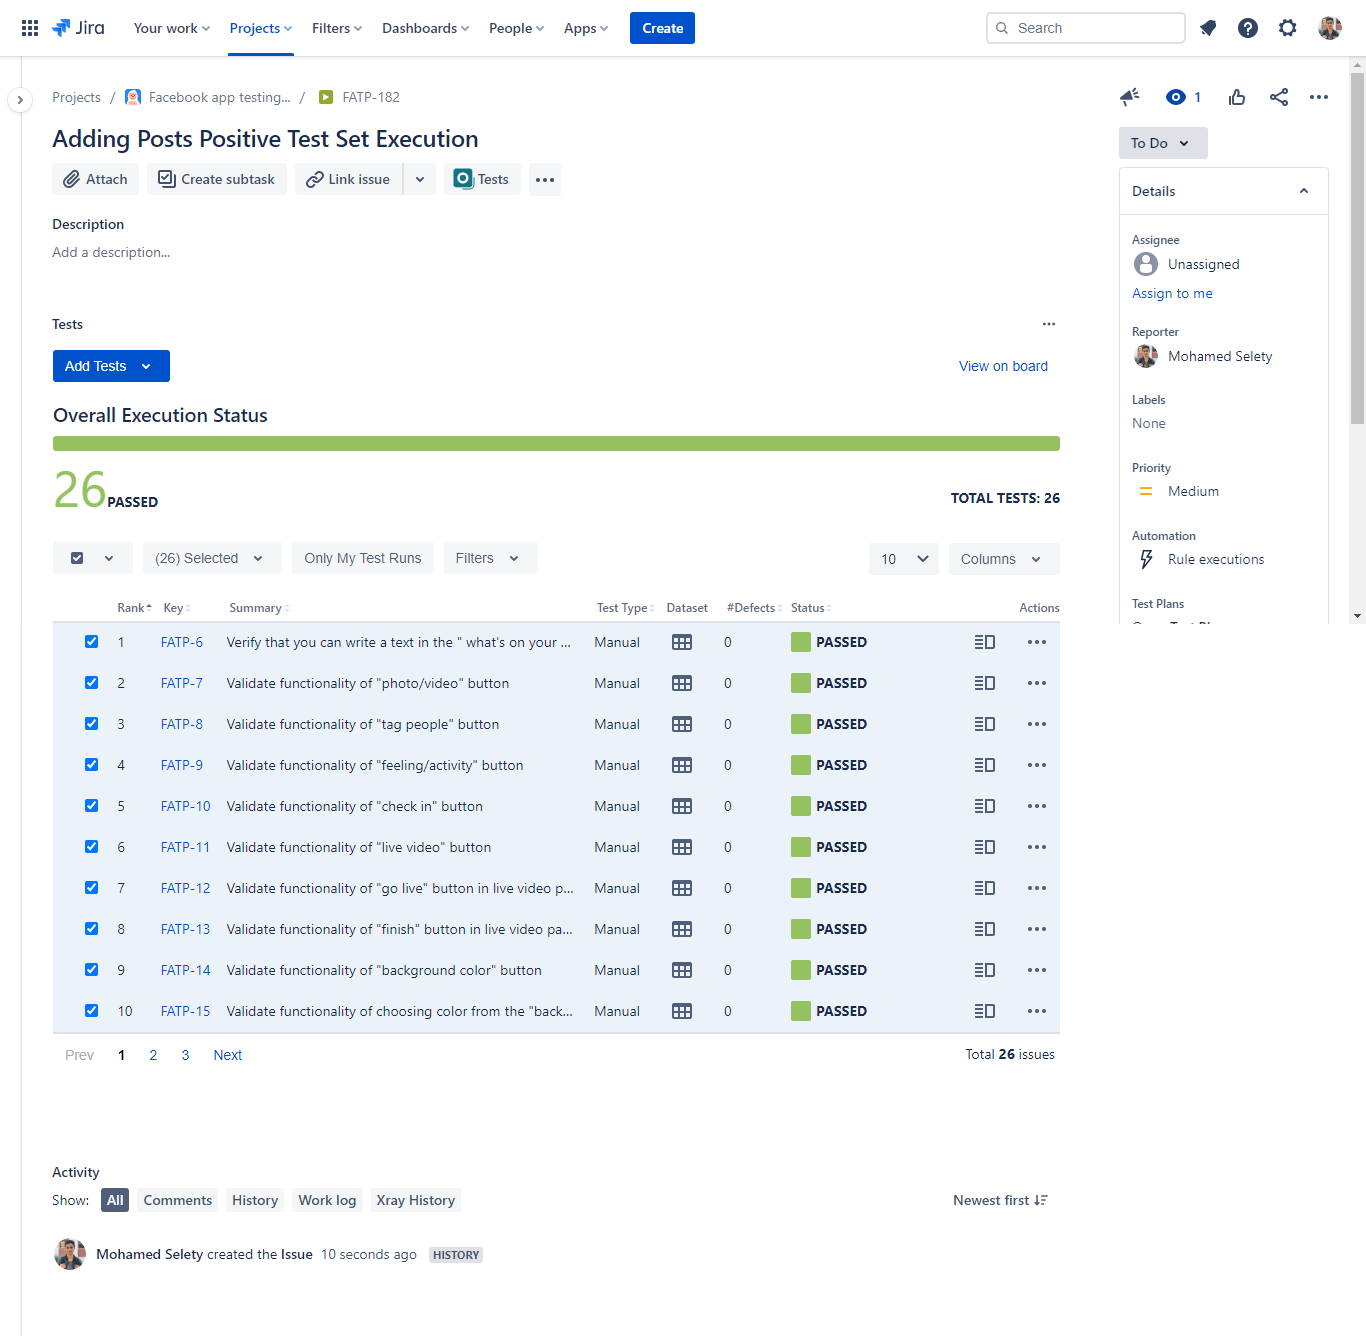 Jira Your work Projects Filters Dashboards People Apps Create Search
Projects / Facebook app testing... / FATP-182 1
Adding Posts Positive Test Set Execution
To Do
Attach Create subtask Link issue Tests
Details
Description
Add a description...
Assignee
Unassigned
Assign to me
Tests
Reporter
Mohamed Selety
Add Tests View on board
Labels
None
Overall Execution Status
Priority
Medium
26 PASSED TOTAL TESTS: 26
Automation
Rule executions
(26) Selected Only My Test Runs Filters 10 Columns
Test Plans
Rank Key Summary Test Type Dataset #Defects Status Actions
1 FATP-6 Verify that you can write a text in the " what's on your ... Manual 0 PASSED
2 FATP-7 Validate functionality of "photo/video" button Manual 0 PASSED
3 FATP-8 Validate functionality of "tag people" button Manual 0 PASSED
4 FATP-9 Validate functionality of "feeling/activity" button Manual 0 PASSED
5 FATP-10 Validate functionality of "check in" button Manual 0 PASSED
6 FATP-11 Validate functionality of "live video" button Manual 0 PASSED
7 FATP-12 Validate functionality of "go live" button in live video p... Manual 0 PASSED
8 FATP-13 Validate functionality of "finish" button in live video pa... Manual 0 PASSED
9 FATP-14 Validate functionality of "background color" button Manual 0 PASSED
10 FATP-15 Validate functionality of choosing color from the "back... Manual 0 PASSED
Prev 1 2 3 Next Total 26 issues
Activity
Show: All Comments History Work log Xray History Newest first
Mohamed Selety created the Issue 10 seconds ago HISTORY